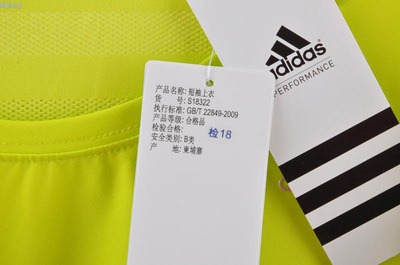 adidas
PERFORMANCE
产品名称: 短袖上衣
货 号: S18322
执行标准: GB/T 22849-2009
产品等级: 合格品
检验合格: 检18
安全类别: B类
产 地: 柬埔寨